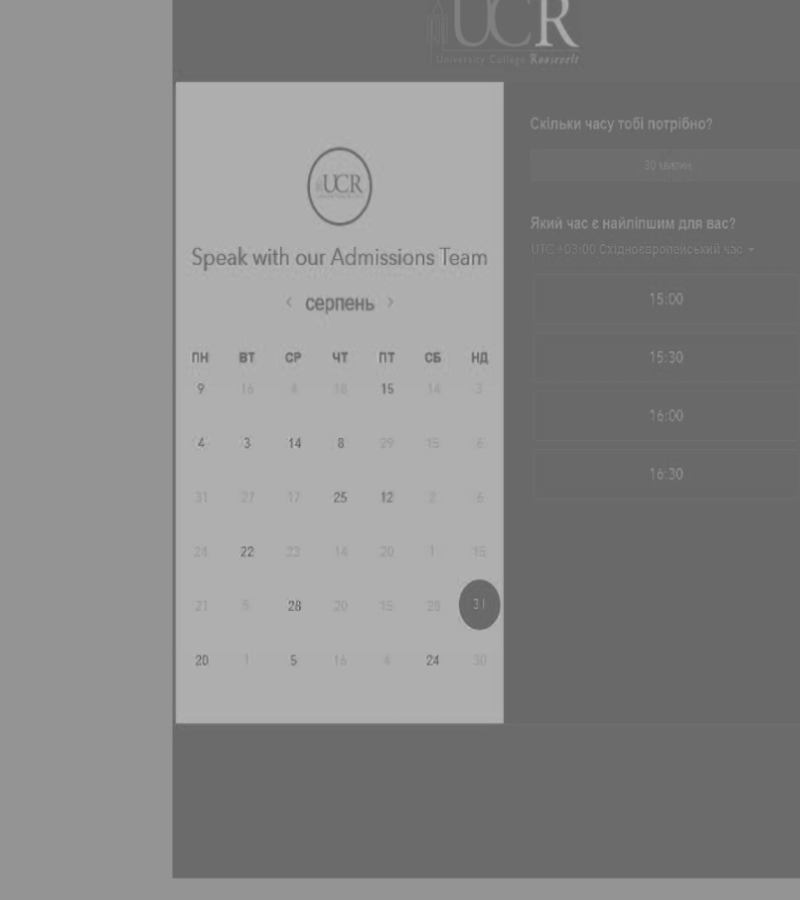 UCR
University College Roosevelt
UCR
Speak with our Admissions Team
< серпень >
ПН ВТ СР ЧТ ПТ СБ НД
9 16 4 18 15 14 3
4 3 14 8 29 15 6
31 27 17 25 12 2 6
24 22 23 14 20 1 15
21 5 28 20 15 28 31
20 1 5 16 4 24 30
Скільки часу тобі потрібно?
30 хвилин
Який час є найліпшим для вас?
UTC +03:00 Східноєвропейський час
15:00
15:30
16:00
16:30